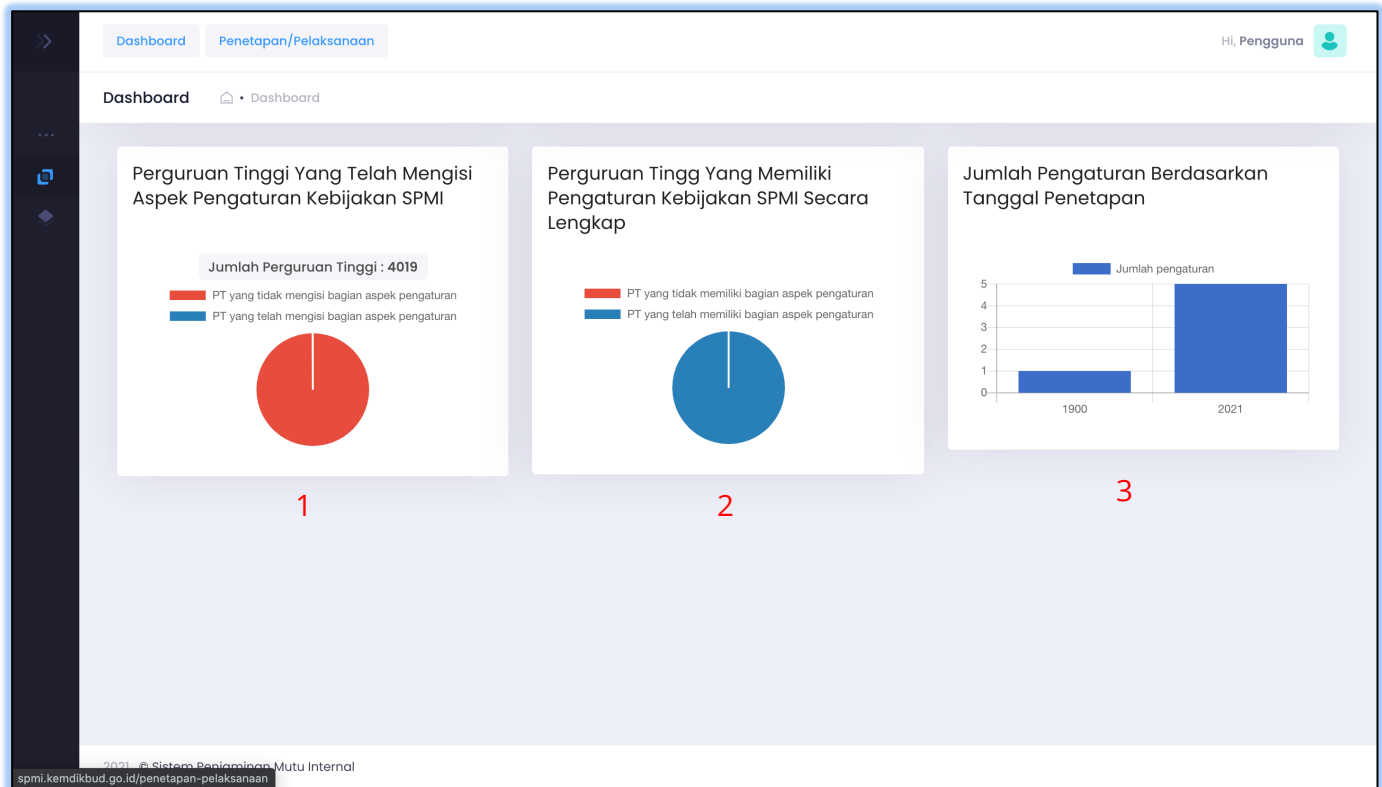 Dashboard
Penetapan/Pelaksanaan
Hi, Pengguna
Dashboard
• Dashboard
Perguruan Tinggi Yang Telah Mengisi
Aspek Pengaturan Kebijakan SPMI
Jumlah Perguruan Tinggi : 4019
PT yang tidak mengisi bagian aspek pengaturan
PT yang telah mengisi bagian aspek pengaturan
1
Perguruan Tingg Yang Memiliki
Pengaturan Kebijakan SPMI Secara
Lengkap
PT yang tidak memiliki bagian aspek pengaturan
PT yang telah memiliki bagian aspek pengaturan
2
Jumlah Pengaturan Berdasarkan
Tanggal Penetapan
Jumlah pengaturan
5
4
3
2
1
0
1900
2021
3
2021 © Sistem Penjaminan Mutu Internal
spmi.kemdikbud.go.id/penetapan-pelaksanaan